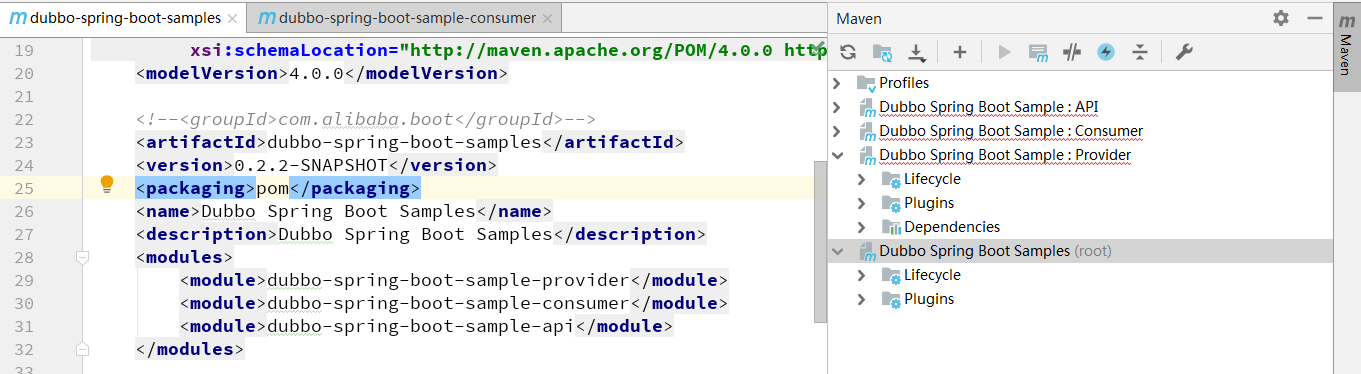 dubbo-spring-boot-samples
dubbo-spring-boot-sample-consumer
19 xsi:schemaLocation="http://maven.apache.org/POM/4.0.0 http
20 <modelVersion>4.0.0</modelVersion>
21
22 <!--<groupId>com.alibaba.boot</groupId>-->
23 <artifactId>dubbo-spring-boot-samples</artifactId>
24 <version>0.2.2-SNAPSHOT</version>
25 <packaging>pom</packaging>
26 <name>Dubbo Spring Boot Samples</name>
27 <description>Dubbo Spring Boot Samples</description>
28 <modules>
29 <module>dubbo-spring-boot-sample-provider</module>
30 <module>dubbo-spring-boot-sample-consumer</module>
31 <module>dubbo-spring-boot-sample-api</module>
32 </modules>
33
Maven
Profiles
Dubbo Spring Boot Sample : API
Dubbo Spring Boot Sample : Consumer
Dubbo Spring Boot Sample : Provider
Lifecycle
Plugins
Dependencies
Dubbo Spring Boot Samples (root)
Lifecycle
Plugins
Maven